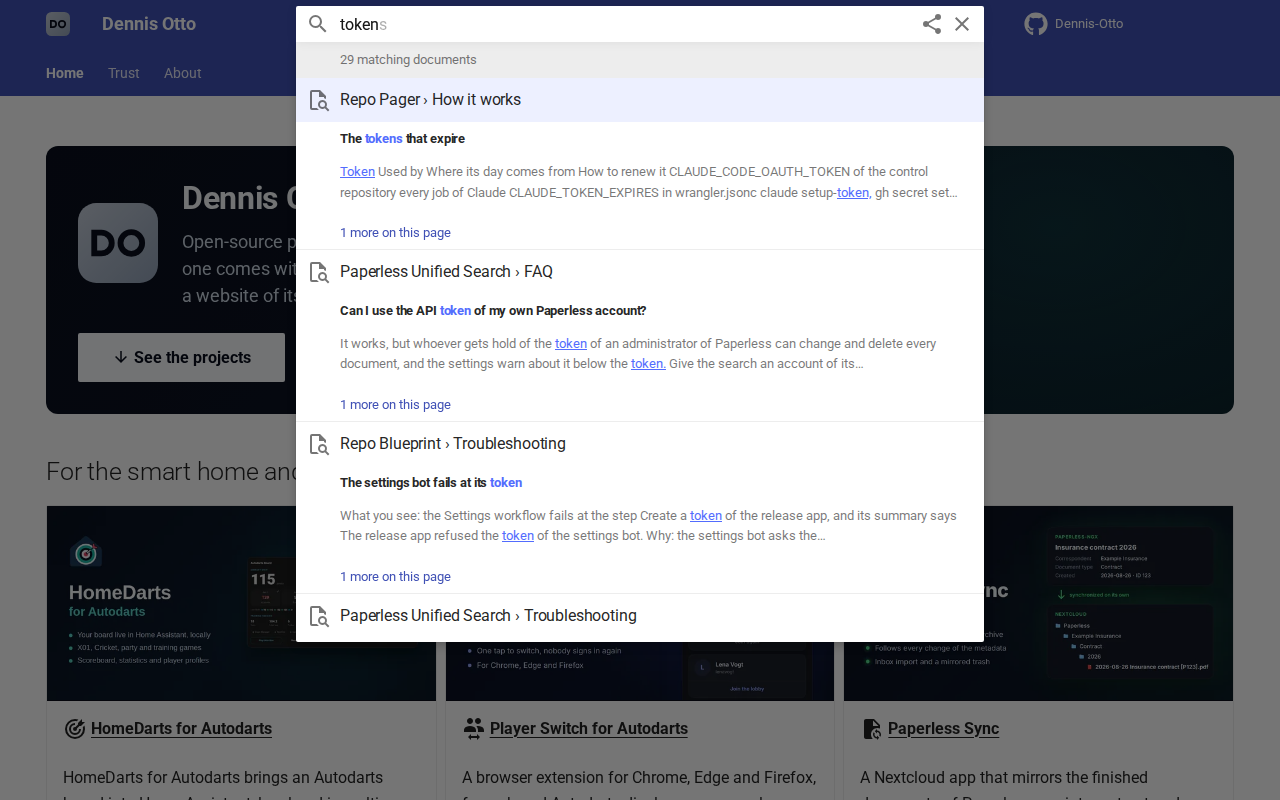 DO
Dennis Otto
tokens
Dennis-Otto
Home
Trust
About
29 matching documents
Repo Pager › How it works
The tokens that expire
Token Used by Where its day comes from How to renew it CLAUDE_CODE_OAUTH_TOKEN of the control
repository every job of Claude CLAUDE_TOKEN_EXPIRES in wrangler.jsonc claude setup-token, gh secret set…
1 more on this page
Paperless Unified Search › FAQ
Can I use the API token of my own Paperless account?
It works, but whoever gets hold of the token of an administrator of Paperless can change and delete every
document, and the settings warn about it below the token. Give the search an account of its…
1 more on this page
Repo Blueprint › Troubleshooting
The settings bot fails at its token
What you see: the Settings workflow fails at the step Create a token of the release app, and its summary says
The release app refused the token of the settings bot. Why: the settings bot asks the…
1 more on this page
Paperless Unified Search › Troubleshooting
DO
Dennis
Open-source
one comes
a website of its
See the projects
For the smart home and
HomeDarts
for Autodarts
Your board live in Home Assistant, locally
X01, Cricket, party and training games
Scoreboard, statistics and player profiles
115
One tap to switch, nobody signs in again
For Chrome, Edge and Firefox
Lena Vogt
Join the lobby
Follows every change of the metadata
Inbox import and a mirrored trash
PAPERLESS-NGX
Insurance contract 2026
Correspondent Example Insurance
Document type Contract
Created 2026-08-26 · ID 123
synchronised on its own
NEXTCLOUD
Paperless
Example Insurance
Contract
2026
2026-08-26 Insurance contract [P123].pdf
HomeDarts for Autodarts
Player Switch for Autodarts
Paperless Sync
HomeDarts for Autodarts brings an Autodarts
A browser extension for Chrome, Edge and Firefox,
A Nextcloud app that mirrors the finished